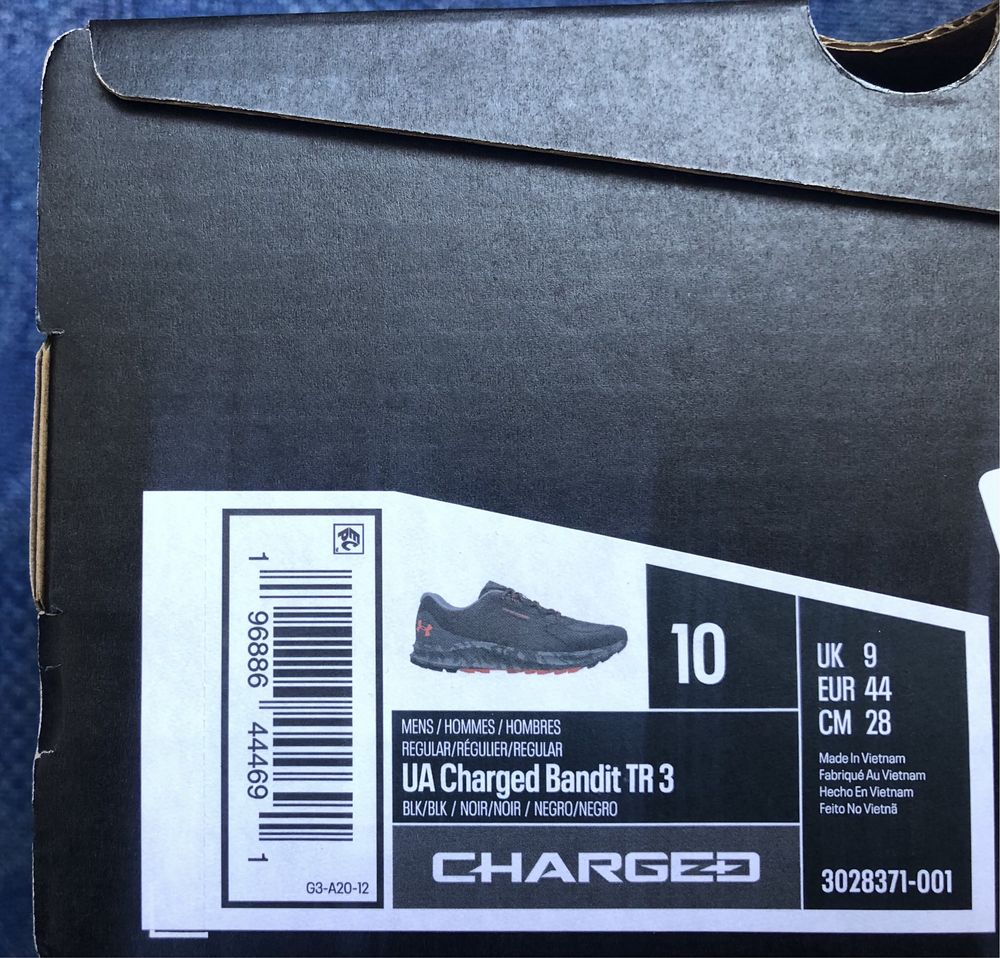 1 96886 44469 1
G3-A20-12
10
UK 9
EUR 44
CM 28
MENS / HOMMES / HOMBRES
REGULAR/RÉGULIER/REGULAR
UA Charged Bandit TR 3
BLK/BLK / NOIR/NOIR / NEGRO/NEGRO
Made In Vietnam
Fabriqué Au Vietnam
Hecho En Vietnam
Feito No Vietnã
CHARGED
3028371-001